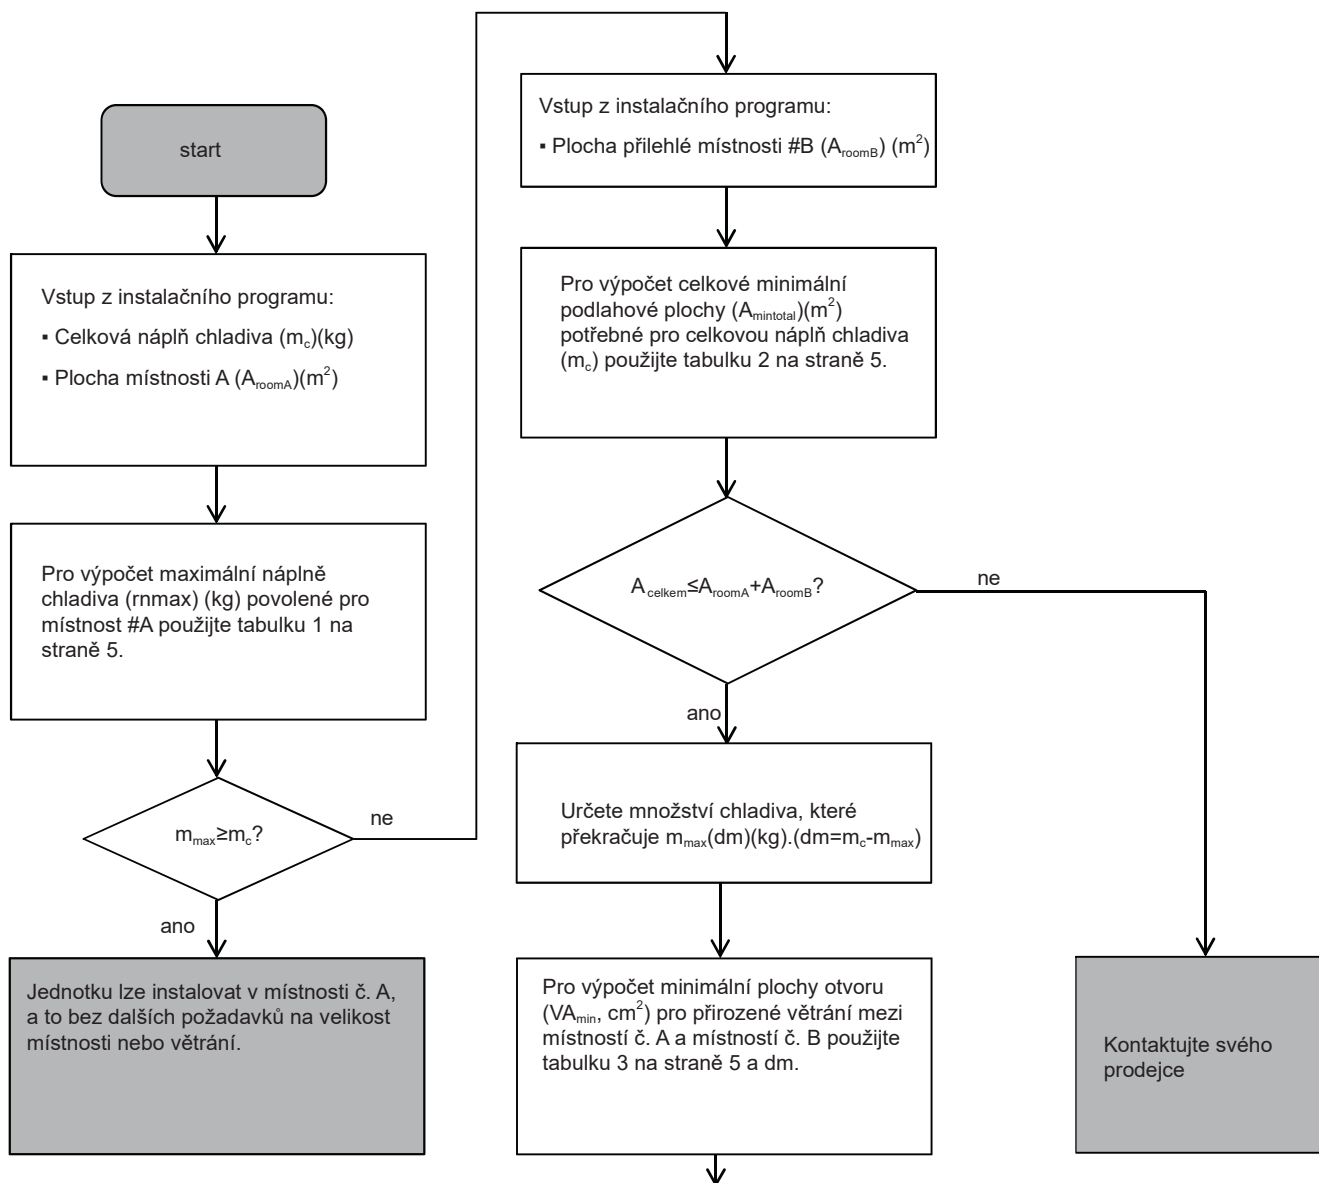 start
Vstup z instalačního programu:
▪ Celková náplň chladiva (mc)(kg)
▪ Plocha místnosti A (AroomA)(m²)
Pro výpočet maximální náplně
chladiva (rnmax) (kg) povolené pro
místnost #A použijte tabulku 1 na
straně 5.
mmax≥mc?
ne
ano
Jednotku lze instalovat v místnosti č. A,
a to bez dalších požadavků na velikost
místnosti nebo větrání.
Vstup z instalačního programu:
▪ Plocha přilehlé místnosti #B (AroomB) (m²)
Pro výpočet celkové minimální
podlahové plochy (Amintotal)(m²)
potřebné pro celkovou náplň chladiva
(mc) použijte tabulku 2 na straně 5.
Acelkem≤AroomA+AroomB?
ne
ano
Určete množství chladiva, které
překračuje mmax(dm)(kg).(dm=mc-mmax)
Pro výpočet minimální plochy otvoru
(VAmin, cm²) pro přirozené větrání mezi
místností č. A a místností č. B použijte
tabulku 3 na straně 5 a dm.
Kontaktujte svého
prodejce